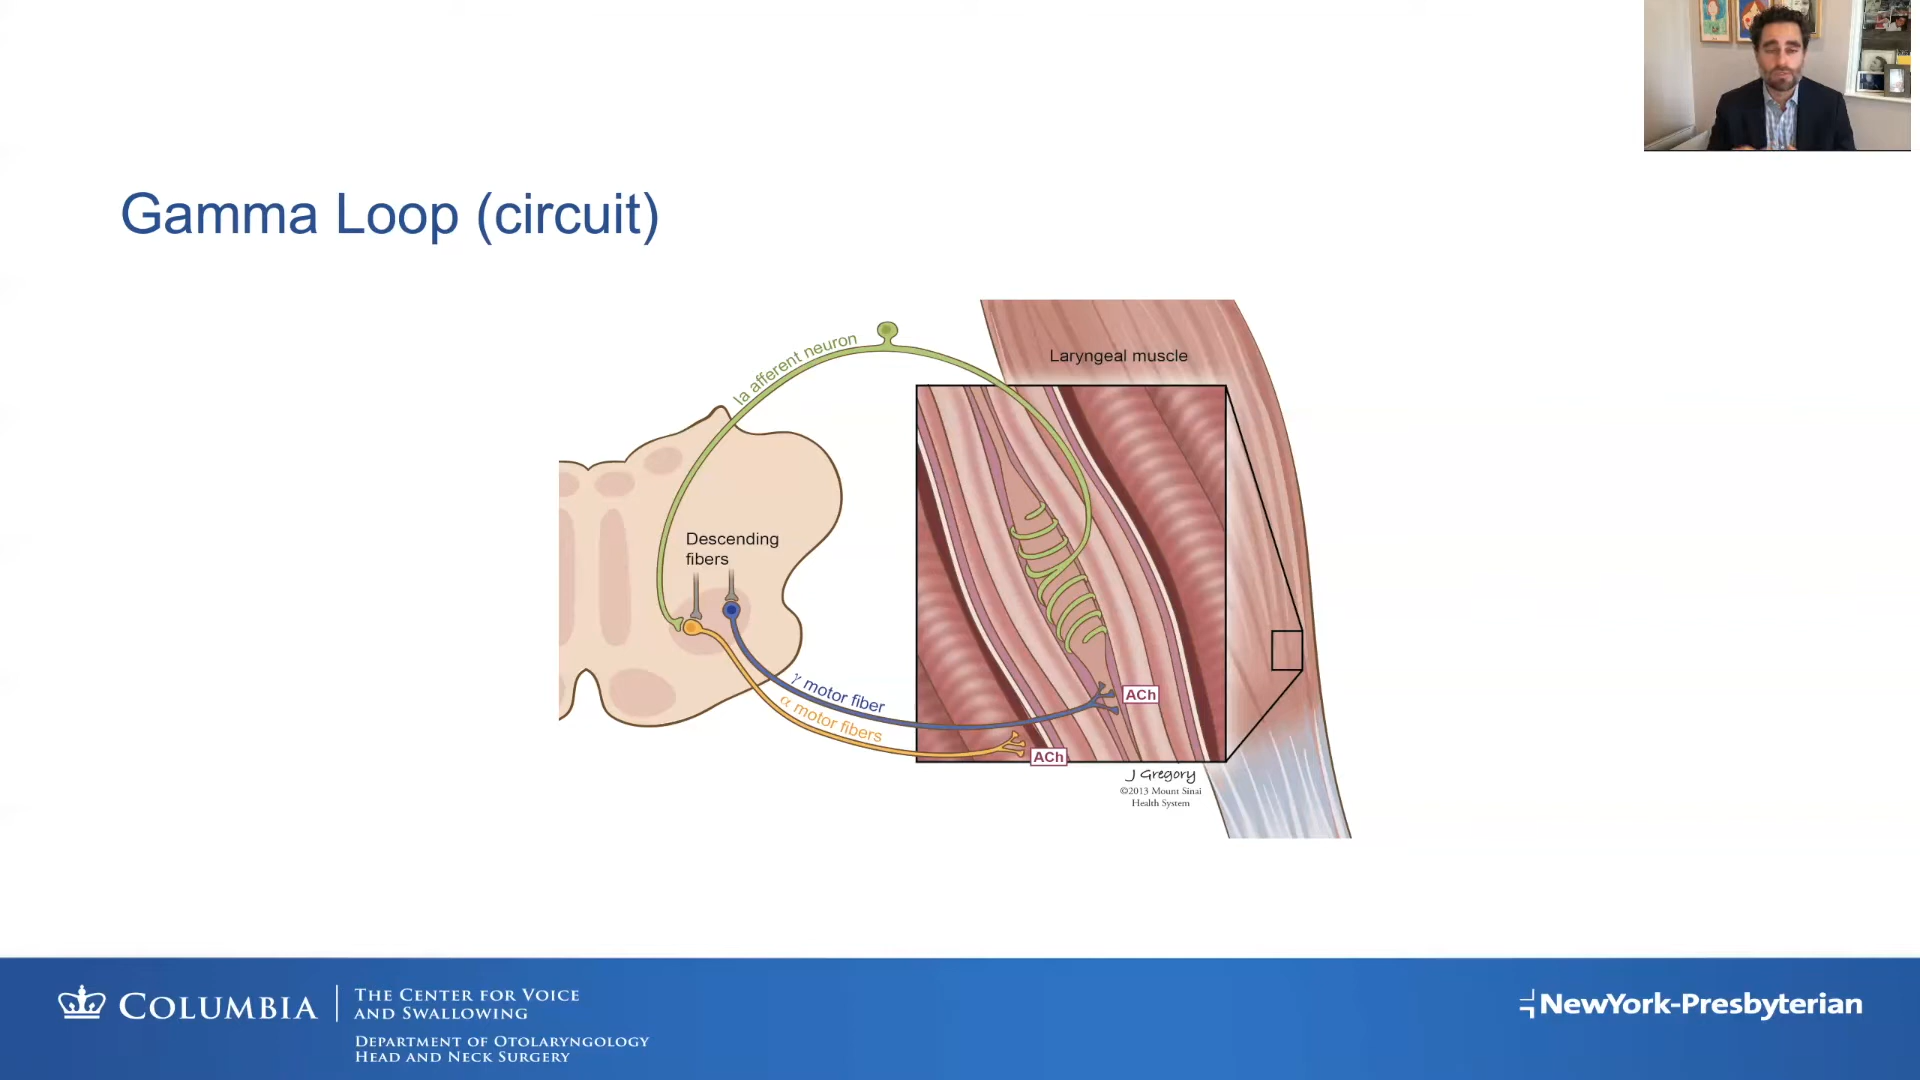 Gamma Loop (circuit)
Ia afferent neuron
Laryngeal muscle
Descending
fibers
γ motor fiber
α motor fibers
ACh
ACh
J Gregory
©2013 Mount Sinai
Health System
COLUMBIA
THE CENTER FOR VOICE
AND SWALLOWING
DEPARTMENT OF OTOLARYNGOLOGY
HEAD AND NECK SURGERY
NewYork-Presbyterian